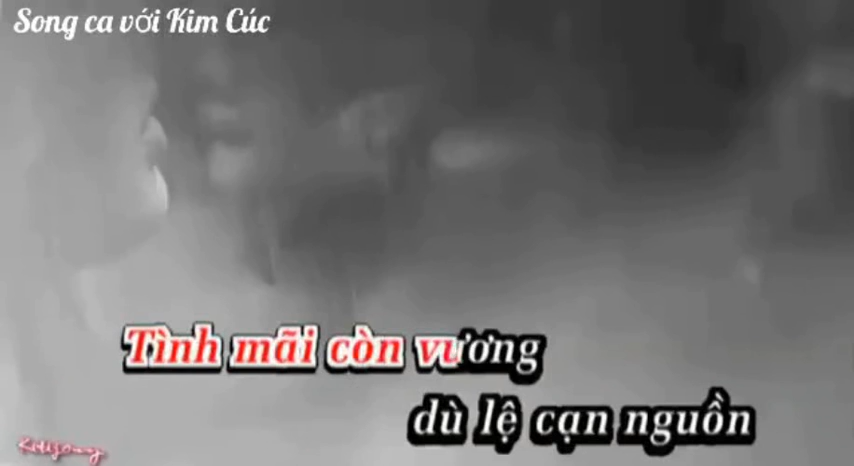 Song ca với Kim Cúc
Tình mãi còn vương
dù lệ cạn nguồn